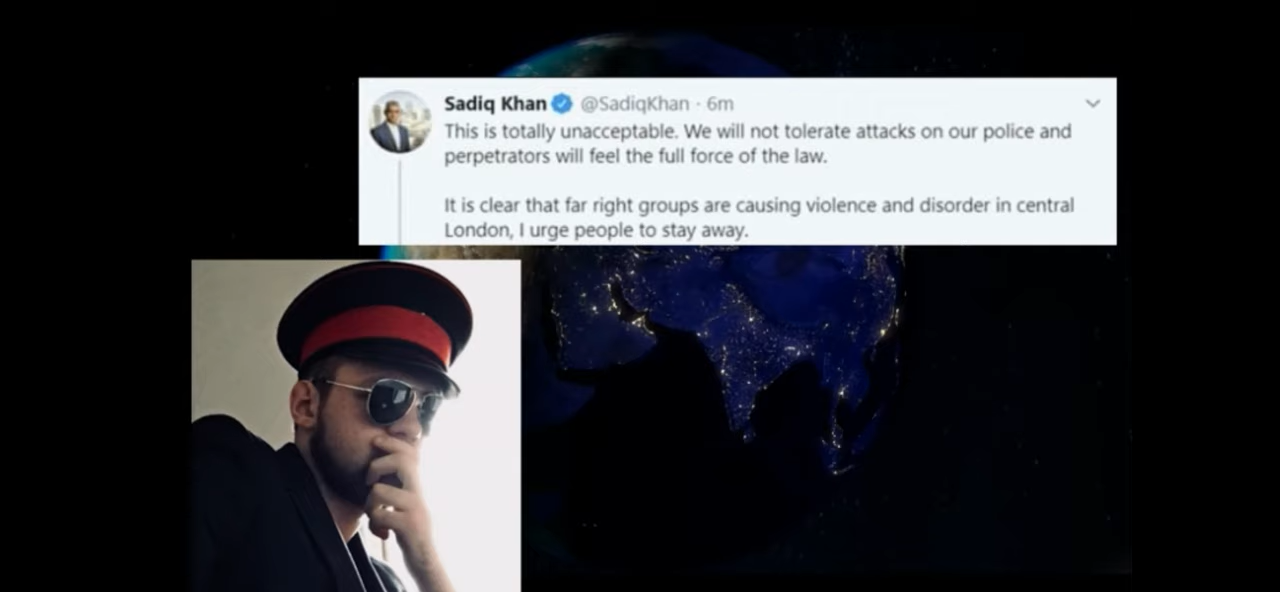 Sadiq Khan @SadiqKhan · 6m
This is totally unacceptable. We will not tolerate attacks on our police and
perpetrators will feel the full force of the law.
It is clear that far right groups are causing violence and disorder in central
London, I urge people to stay away.